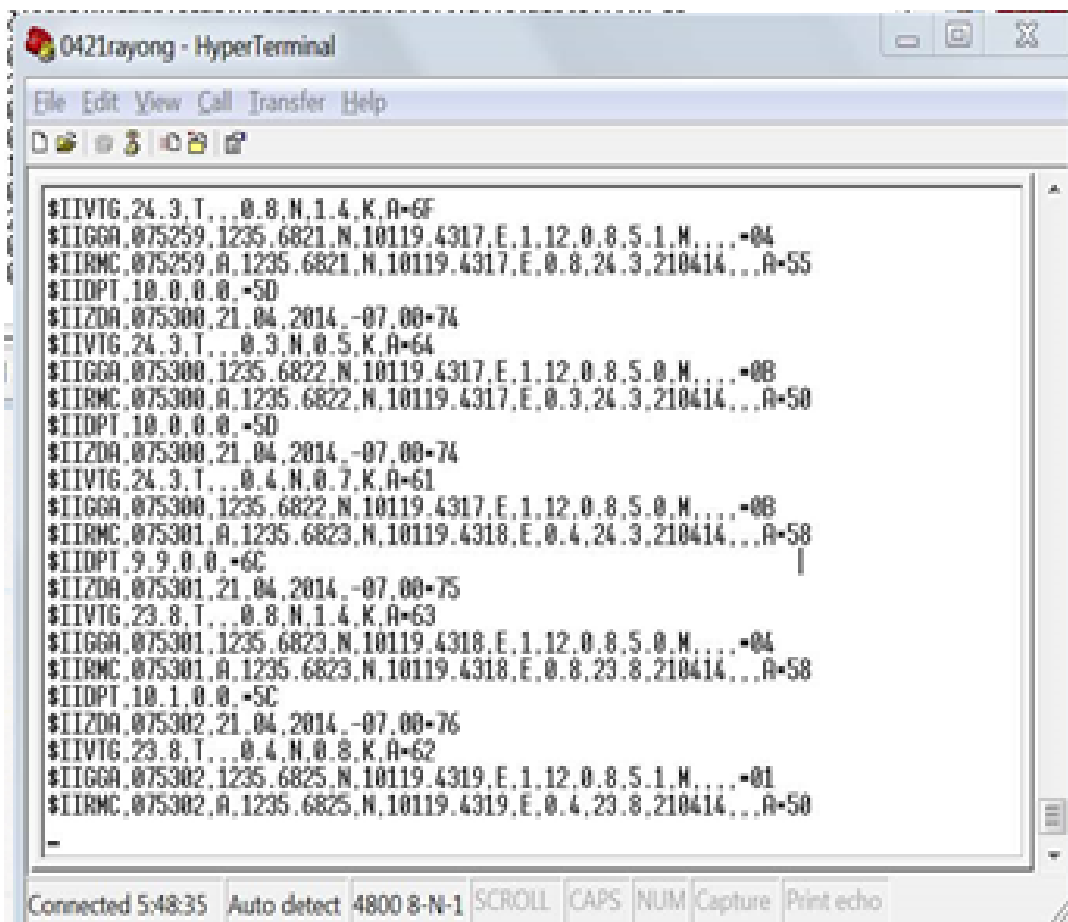 0421rayong - HyperTerminal
File Edit View Call Transfer Help
$IIVTG,24.3,T,,,0.8,N,1.4,K,A*6F
$IIGGA,075259,1235.6821,N,10119.4317,E,1,12,0.8,5.1,M,,,,*04
$IIRMC,075259,A,1235.6821,N,10119.4317,E,0.8,24.3,210414,,,A*55
$IIDPT,10.0,0.0,*5D
$IIZDA,075300,21,04,2014,-07,00*74
$IIVTG,24.3,T,,,0.3,N,0.5,K,A*64
$IIGGA,075300,1235.6822,N,10119.4317,E,1,12,0.8,5.0,M,,,,*0B
$IIRMC,075300,A,1235.6822,N,10119.4317,E,0.3,24.3,210414,,,A*50
$IIDPT,10.0,0.0,*5D
$IIZDA,075300,21,04,2014,-07,00*74
$IIVTG,24.3,T,,,0.4,N,0.7,K,A*61
$IIGGA,075300,1235.6822,N,10119.4317,E,1,12,0.8,5.0,M,,,,*0B
$IIRMC,075301,A,1235.6823,N,10119.4318,E,0.4,24.3,210414,,,A*58
$IIDPT,9.9,0.0,*6C
$IIZDA,075301,21,04,2014,-07,00*75
$IIVTG,23.8,T,,,0.8,N,1.4,K,A*63
$IIGGA,075301,1235.6823,N,10119.4318,E,1,12,0.8,5.0,M,,,,*04
$IIRMC,075301,A,1235.6823,N,10119.4318,E,0.8,23.8,210414,,,A*58
$IIDPT,10.1,0.0,*5C
$IIZDA,075302,21,04,2014,-07,00*76
$IIVTG,23.8,T,,,0.4,N,0.8,K,A*62
$IIGGA,075302,1235.6825,N,10119.4319,E,1,12,0.8,5.1,M,,,,*01
$IIRMC,075302,A,1235.6825,N,10119.4319,E,0.4,23.8,210414,,,A*50
Connected 5:48:35 Auto detect 4800 8-N-1 SCROLL CAPS NUM Capture Print echo